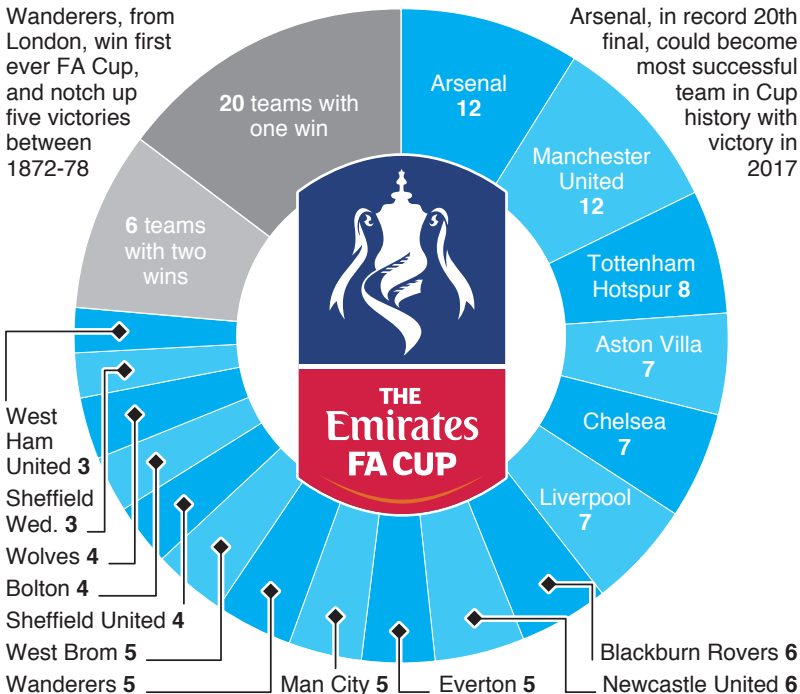 Wanderers, from
London, win first
ever FA Cup,
and notch up
five victories
between
1872-78
Arsenal, in record 20th
final, could become
most successful
team in Cup
history with
victory in
2017
20 teams with
one win
Arsenal
12
Manchester
United
12
6 teams
with two
wins
Tottenham
Hotspur 8
Aston Villa
7
Chelsea
7
Liverpool
7
THE
Emirates
FA CUP
West
Ham
United 3
Sheffield
Wed. 3
Wolves 4
Bolton 4
Sheffield United 4
West Brom 5
Wanderers 5
Man City 5
Everton 5
Blackburn Rovers 6
Newcastle United 6